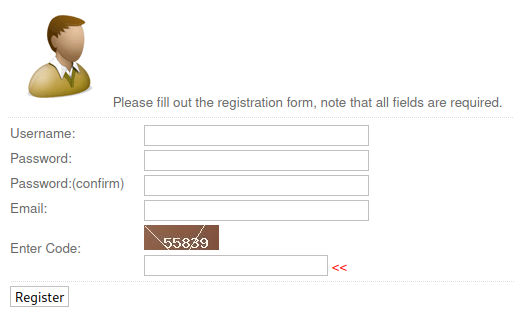 Please fill out the registration form, note that all fields are required.
Username:
Password:
Password:(confirm)
Email:
Enter Code:
55839
<<
Register